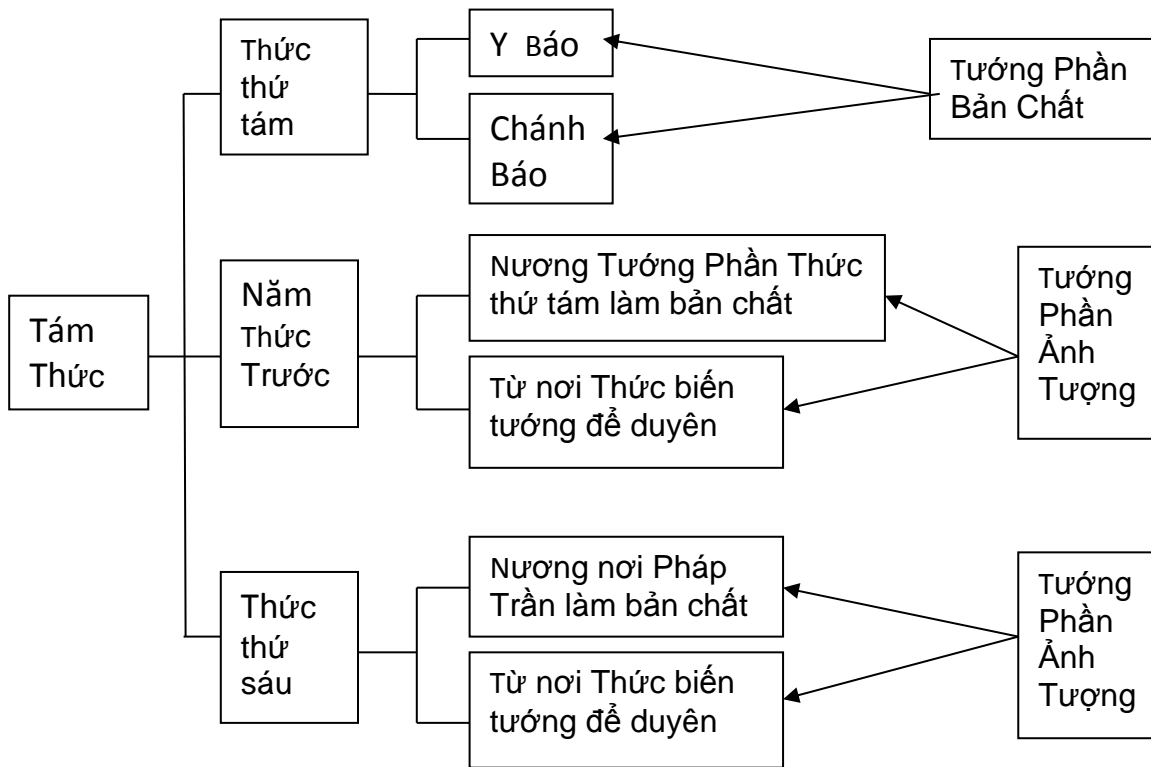 Thức
thứ
tám
Y Báo
Chánh
Báo
Tướng Phần
Bản Chất
Tám
Thức
Năm
Thức
Trước
Nương Tướng Phần Thức
thứ tám làm bản chất
Từ nơi Thức biến
tướng để duyên
Tướng
Phần
Ảnh
Tượng
Thức
thứ
sáu
Nương nơi Pháp
Trần làm bản chất
Từ nơi Thức biến
tướng để duyên
Tướng
Phần
Ảnh
Tượng